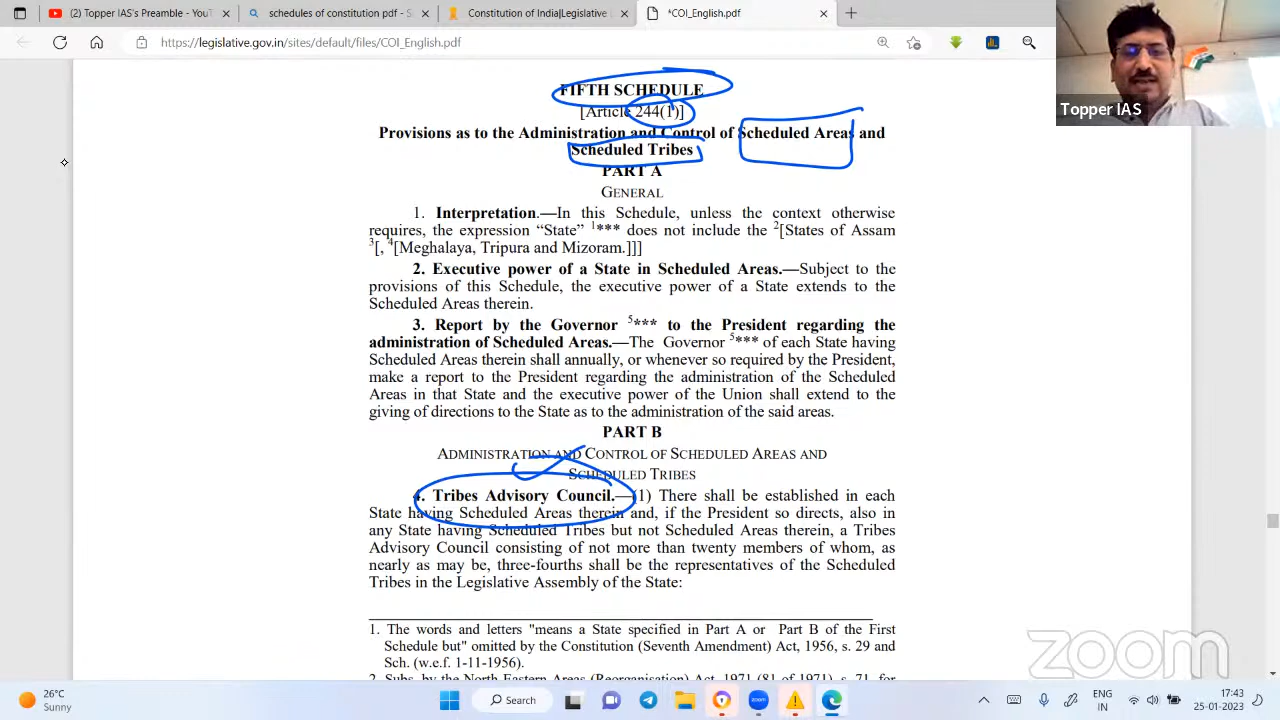 (12) Topper IAS's Preamble - YouT
schedules of constitution pdf - S
Constitution of India|Legislative
*COI_English.pdf
https://legislative.gov.in/sites/default/files/COI_English.pdf
Topper IAS
FIFTH SCHEDULE
[Article 244(1)]
Provisions as to the Administration and Control of Scheduled Areas and
Scheduled Tribes
PART A
GENERAL
1. Interpretation.—In this Schedule, unless the context otherwise
requires, the expression “State” 1*** does not include the 2[States of Assam
3[, 4[Meghalaya, Tripura and Mizoram.]]]
2. Executive power of a State in Scheduled Areas.—Subject to the
provisions of this Schedule, the executive power of a State extends to the
Scheduled Areas therein.
3. Report by the Governor 5*** to the President regarding the
administration of Scheduled Areas.—The Governor 5*** of each State having
Scheduled Areas therein shall annually, or whenever so required by the President,
make a report to the President regarding the administration of the Scheduled
Areas in that State and the executive power of the Union shall extend to the
giving of directions to the State as to the administration of the said areas.
PART B
ADMINISTRATION AND CONTROL OF SCHEDULED AREAS AND
SCHEDULED TRIBES
4. Tribes Advisory Council.—(1) There shall be established in each
State having Scheduled Areas therein and, if the President so directs, also in
any State having Scheduled Tribes but not Scheduled Areas therein, a Tribes
Advisory Council consisting of not more than twenty members of whom, as
nearly as may be, three-fourths shall be the representatives of the Scheduled
Tribes in the Legislative Assembly of the State:
1. The words and letters "means a State specified in Part A or Part B of the First
Schedule but" omitted by the Constitution (Seventh Amendment) Act, 1956, s. 29 and
Sch. (w.e.f. 1-11-1956).
2. Subs. by the North-Eastern Areas (Reorganisation) Act, 1971 (81 of 1971), s. 71, for
zoom
26°C
Sunny
Search
ENG
IN
17:43
25-01-2023